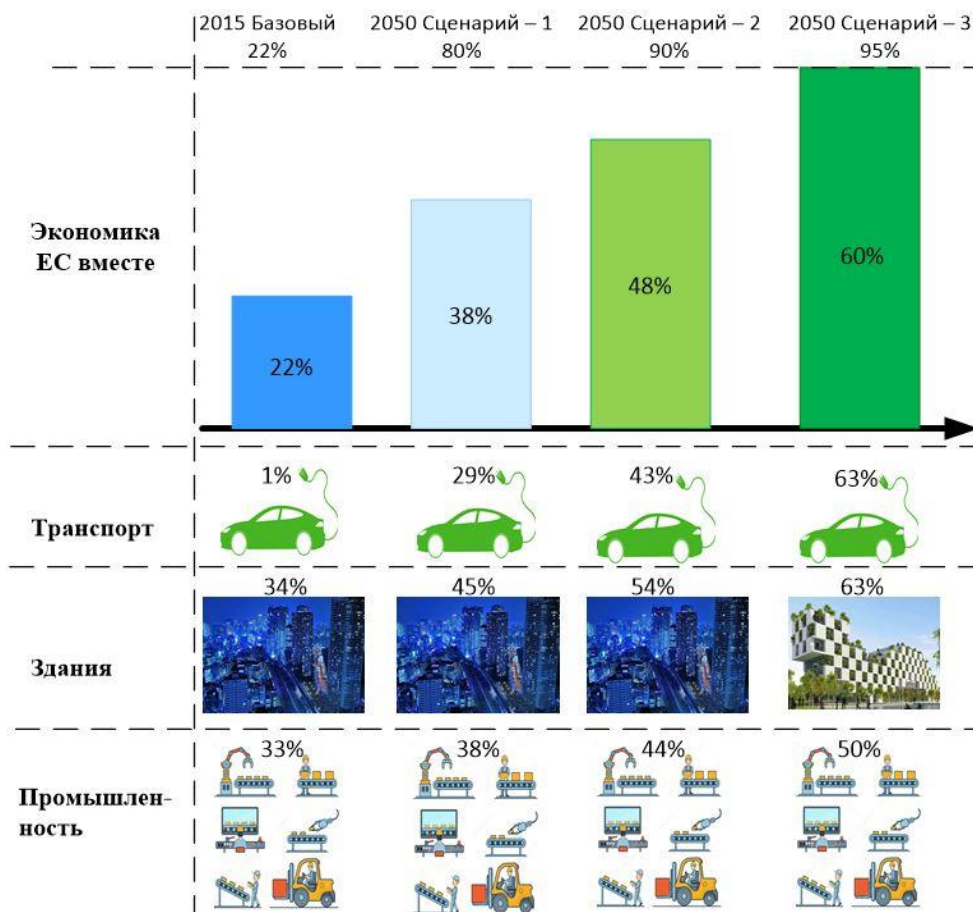 2015 Базовый 2050 Сценарий – 1 2050 Сценарий – 2 2050 Сценарий – 3
22% 80% 90% 95%
Экономика
ЕС вместе
22% 38% 48% 60%
Транспорт
1% 29% 43% 63%
Здания
34% 45% 54% 63%
Промышлен-
ность
33% 38% 44% 50%